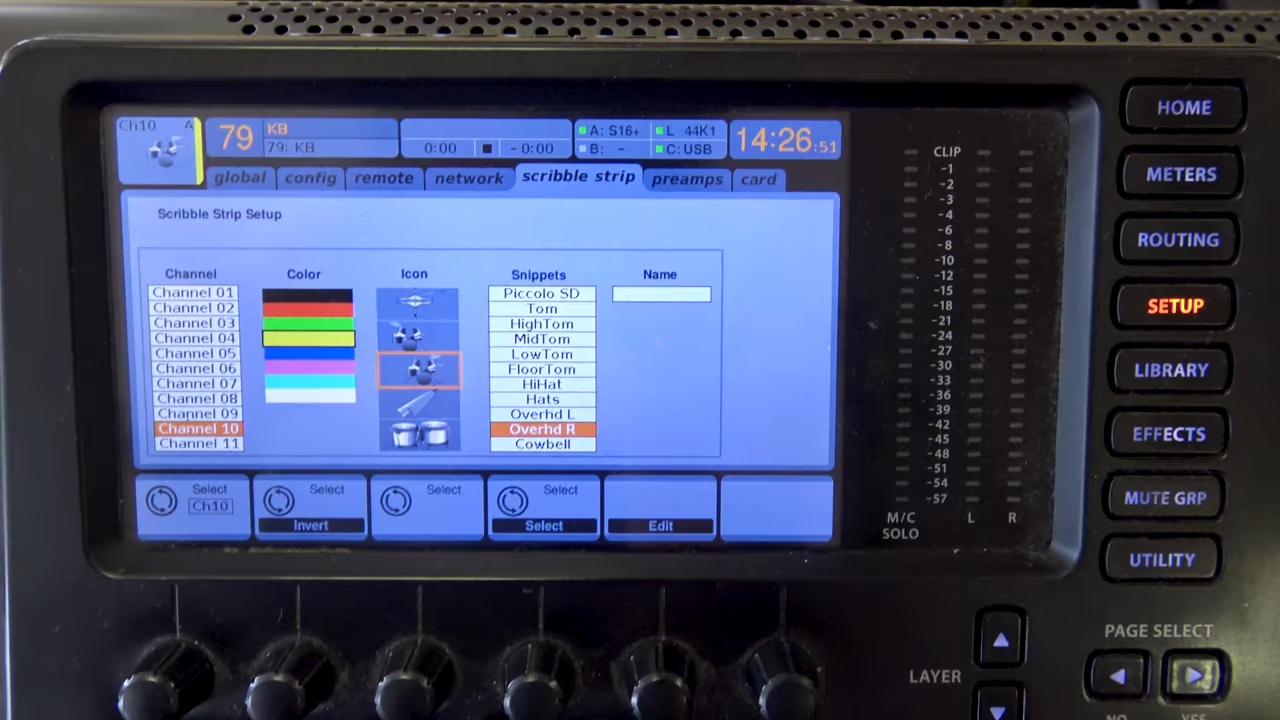 Ch10 A
79 KB
79: KB
0:00 - 0:00
A: S16+ L 44K1
B: - C: USB
14:26:51
global config remote network scribble strip preamps card
Scribble Strip Setup
Channel Color Icon Snippets Name
Channel 01 Piccolo SD
Channel 02 Tom
Channel 03 HighTom
Channel 04 MidTom
Channel 05 LowTom
Channel 06 FloorTom
Channel 07 HiHat
Channel 08 Hats
Channel 09 Overhd L
Channel 10 Overhd R
Channel 11 Cowbell
Select Select Select Select
Ch10
Invert Select Edit
CLIP
-1
-2
-3
-4
-6
-8
-10
-12
-15
-18
-21
-24
-27
-30
-33
-36
-39
-42
-45
-48
-51
-54
-57
M/C L R
SOLO
HOME
METERS
ROUTING
SETUP
LIBRARY
EFFECTS
MUTE GRP
UTILITY
PAGE SELECT
LAYER
NO YES